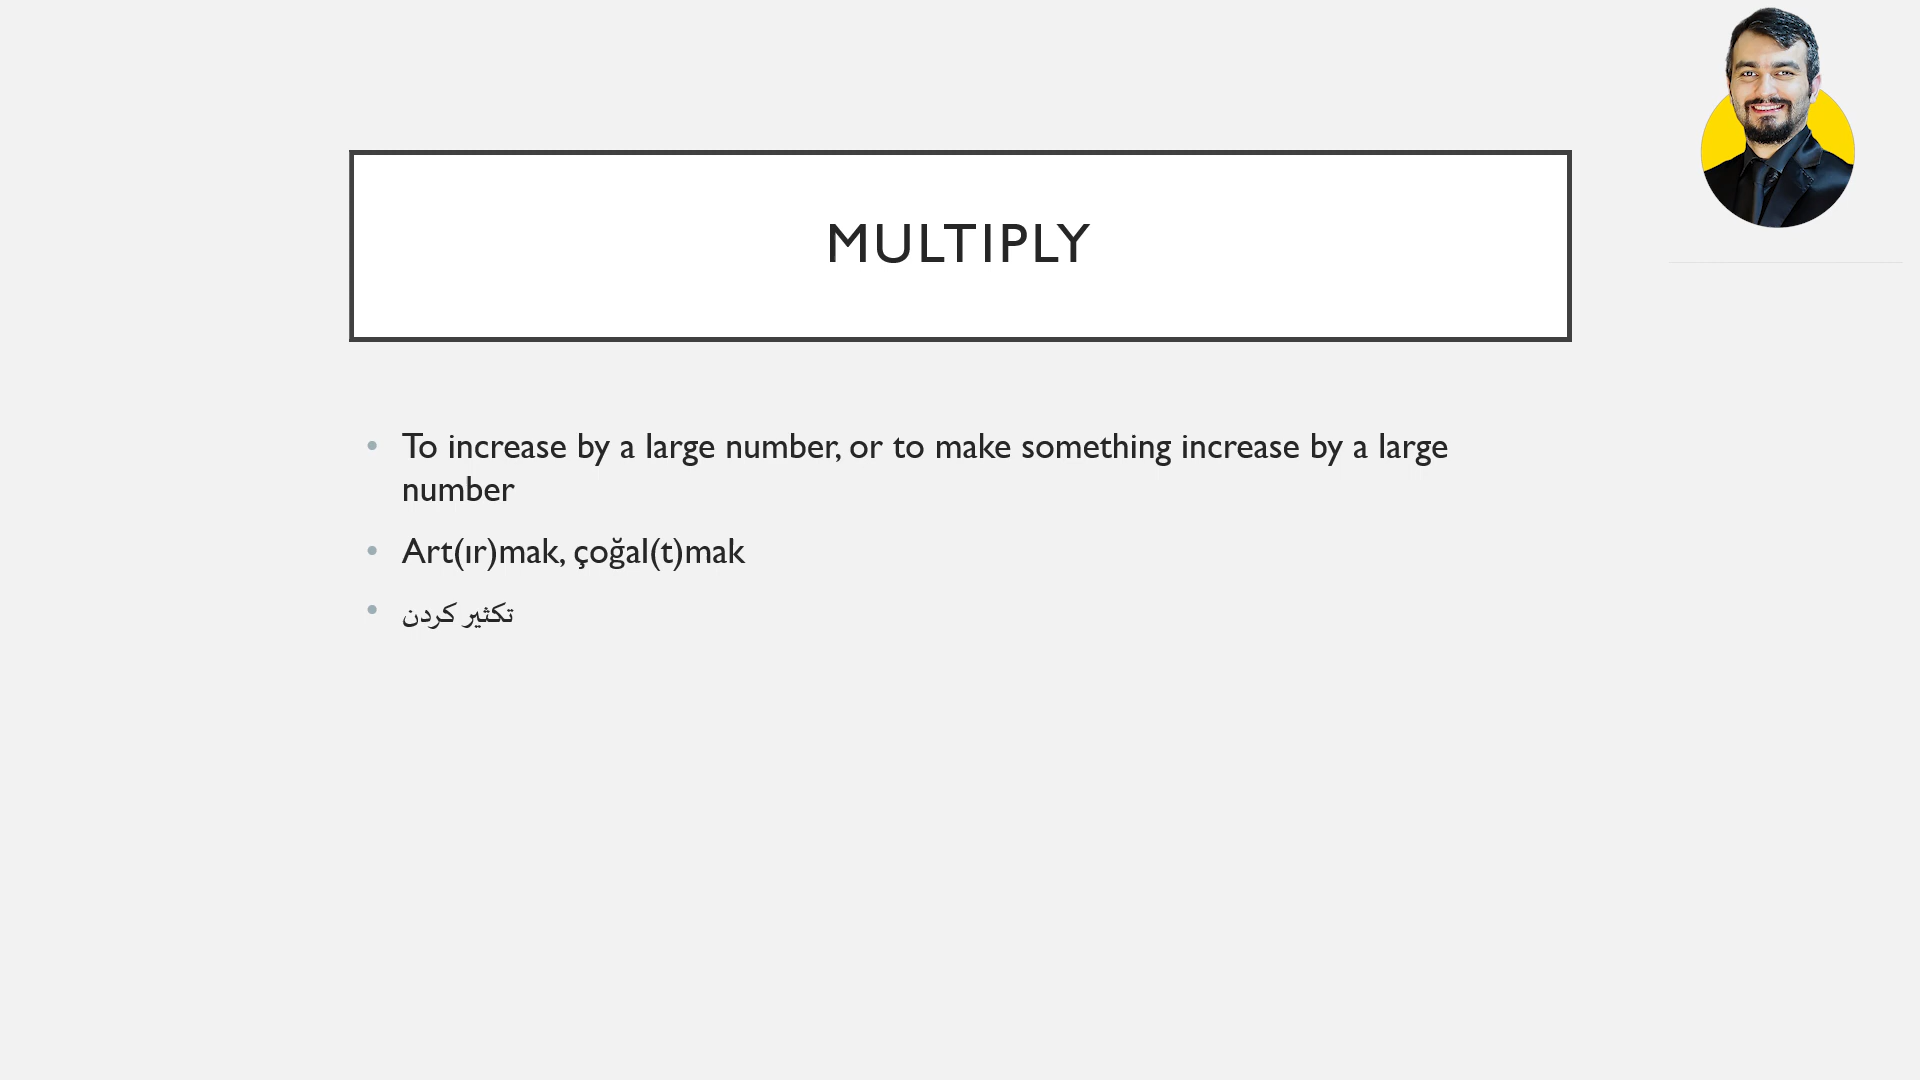 MULTIPLY
• To increase by a large number, or to make something increase by a large
number
• Art(ır)mak, çoğal(t)mak
• تکثیر کردن